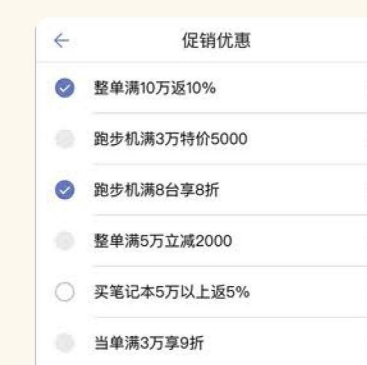 促销优惠
整单满10万返10%
跑步机满3万特价5000
跑步机满8台享8折
整单满5万立减2000
买笔记本5万以上返5%
当单满3万享9折